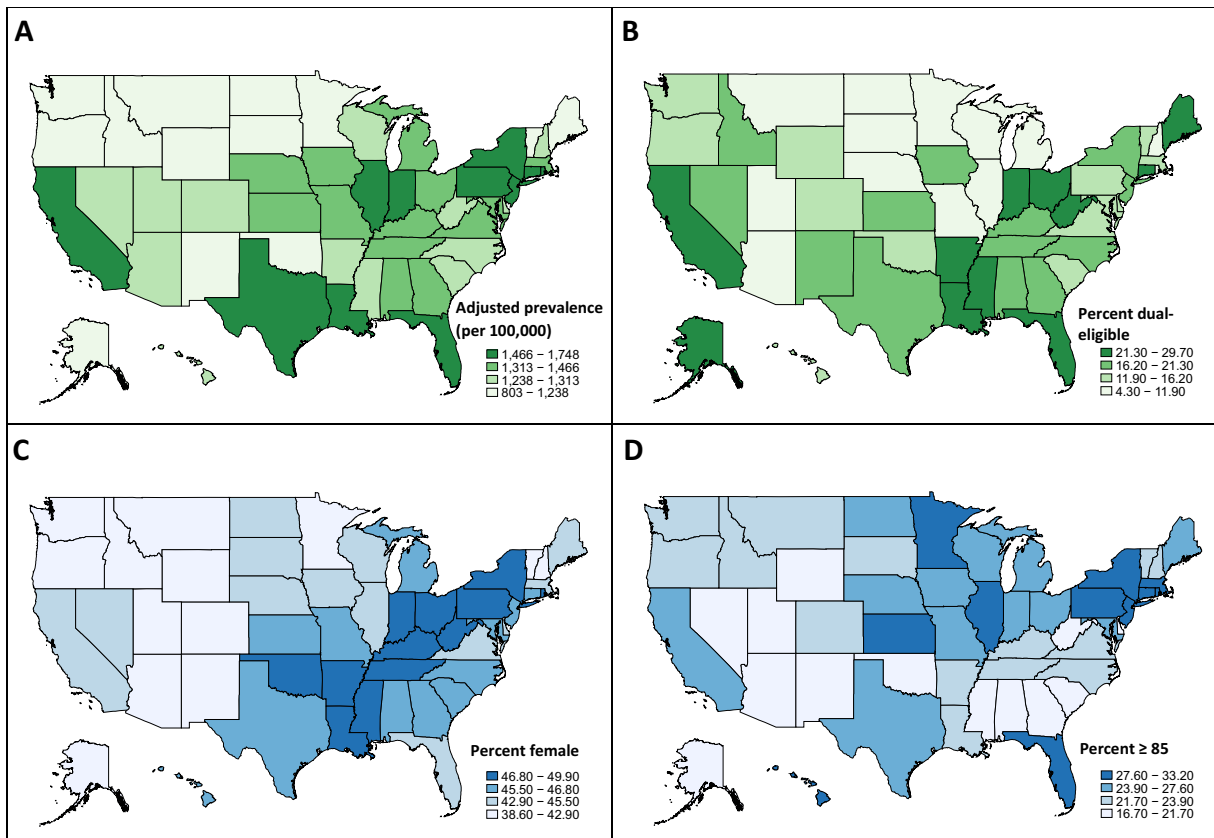 A
Adjusted prevalence
(per 100,000)
1,466 – 1,748
1,313 – 1,466
1,238 – 1,313
803 – 1,238
B
Percent dual-
eligible
21.30 – 29.70
16.20 – 21.30
11.90 – 16.20
4.30 – 11.90
C
Percent female
46.80 – 49.90
45.50 – 46.80
42.90 – 45.50
38.60 – 42.90
D
Percent ≥ 85
27.60 – 33.20
23.90 – 27.60
21.70 – 23.90
16.70 – 21.70